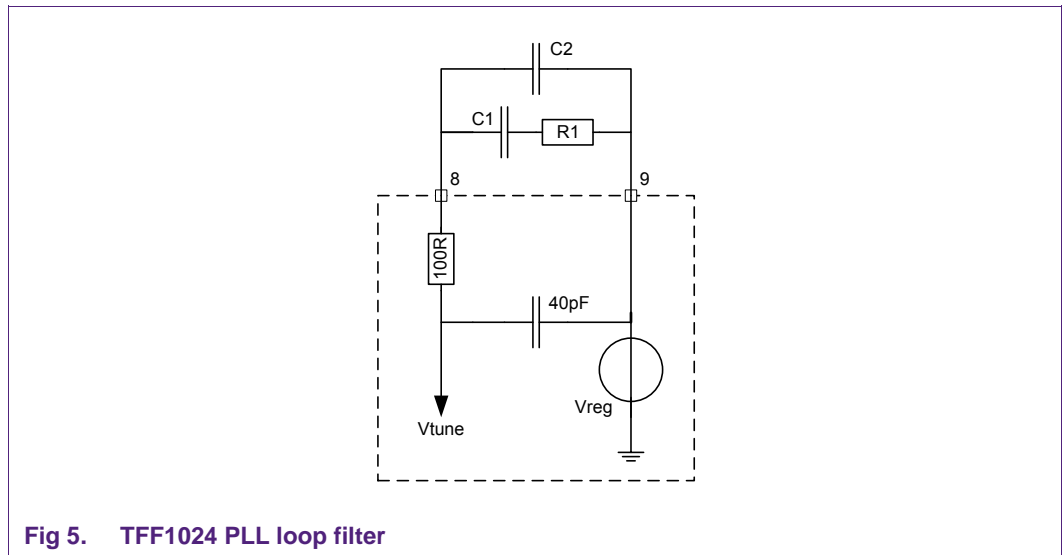 C2
C1
R1
8
9
100R
40pF
Vreg
Vtune
Fig 5. TFF1024 PLL loop filter